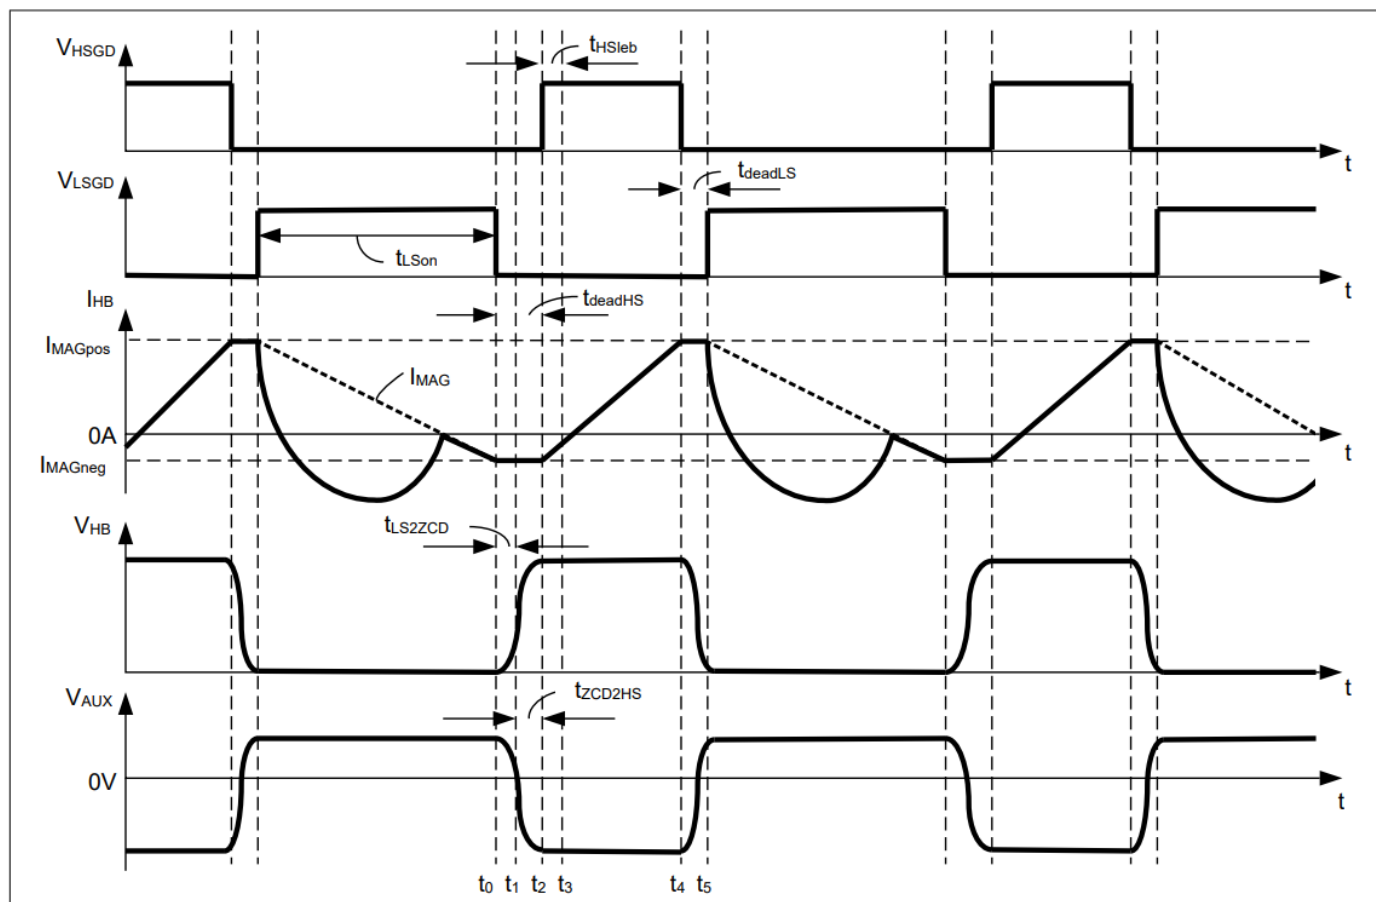 VHSGD
tHSleb
t
VLSGD
tdeadLS
tLSon
t
IHB
tdeadHS
IMAGpos
IMAG
0A
IMAGneg
t
VHB
tLS2ZCD
t
VAUX
tZCD2HS
0V
t
t0 t1 t2 t3 t4 t5